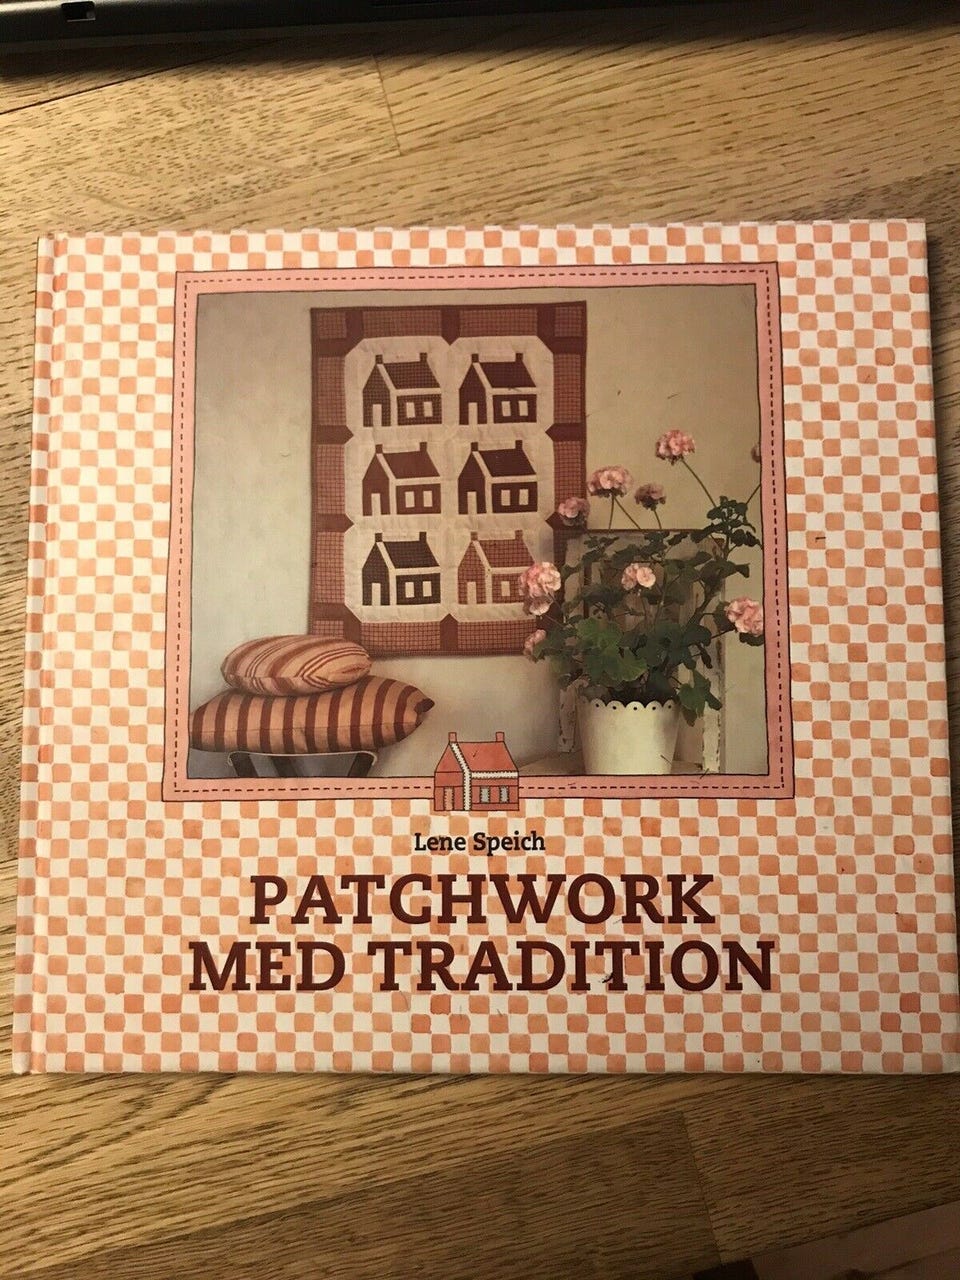 Lene Speich
PATCHWORK
MED TRADITION